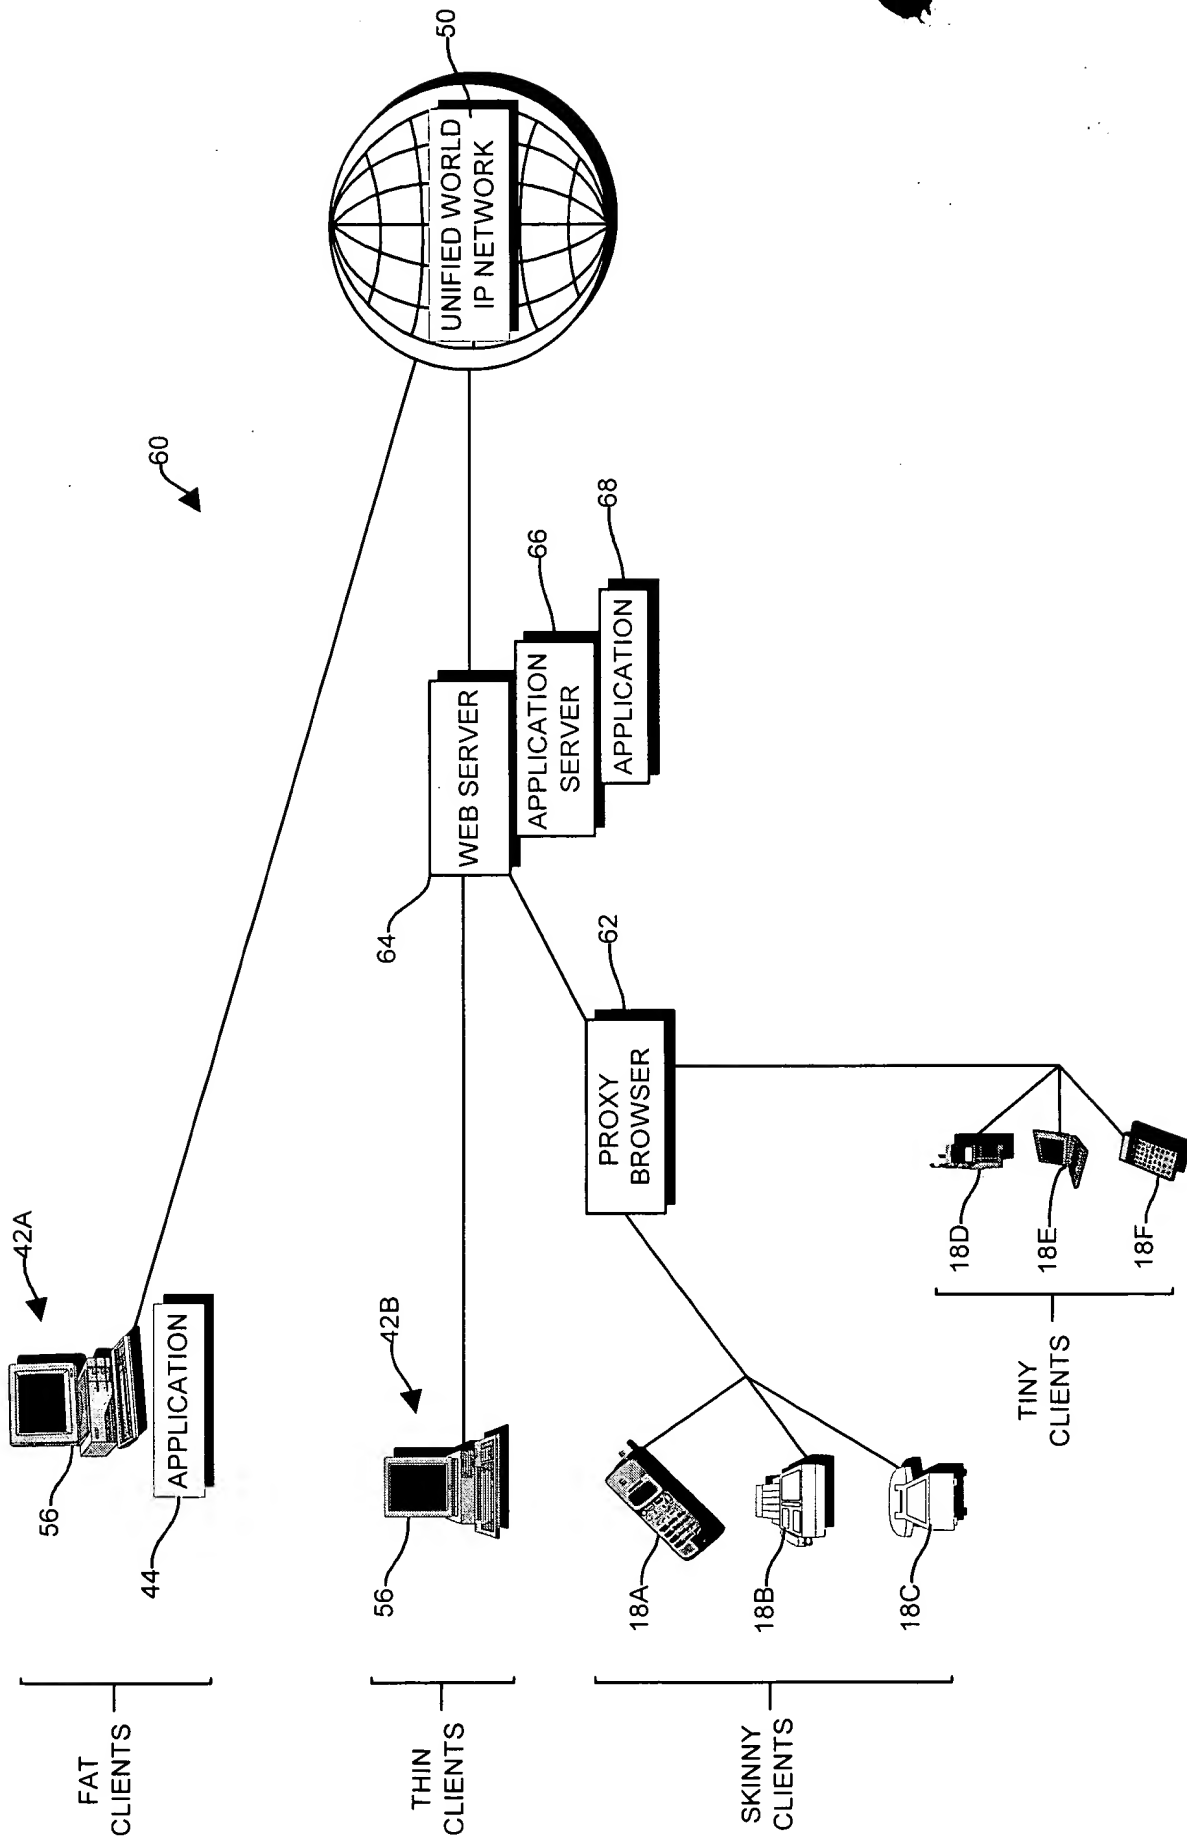 60
50
UNIFIED WORLD
IP NETWORK
FAT
CLIENTS
56
42A
44
APPLICATION
THIN
CLIENTS
56
42B
64
WEB SERVER
66
APPLICATION
SERVER
68
APPLICATION
62
PROXY
BROWSER
SKINNY
CLIENTS
18A
18B
18C
TINY
CLIENTS
18D
18E
18F